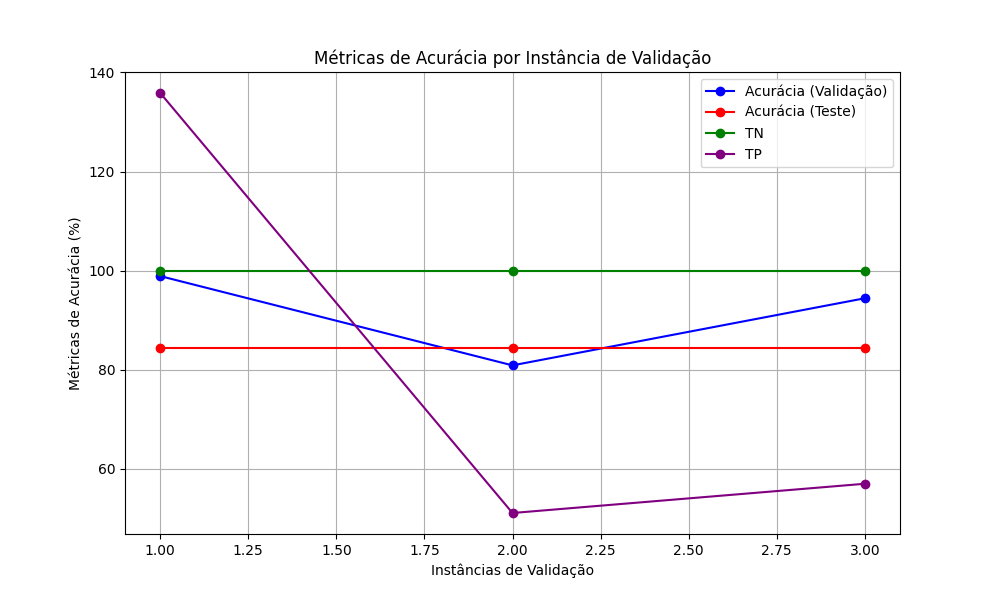 Métricas de Acurácia por Instância de Validação
Métricas de Acurácia (%)
140
120
100
80
60
Acurácia (Validação)
Acurácia (Teste)
TN
TP
1.00
1.25
1.50
1.75
2.00
2.25
2.50
2.75
3.00
Instâncias de Validação